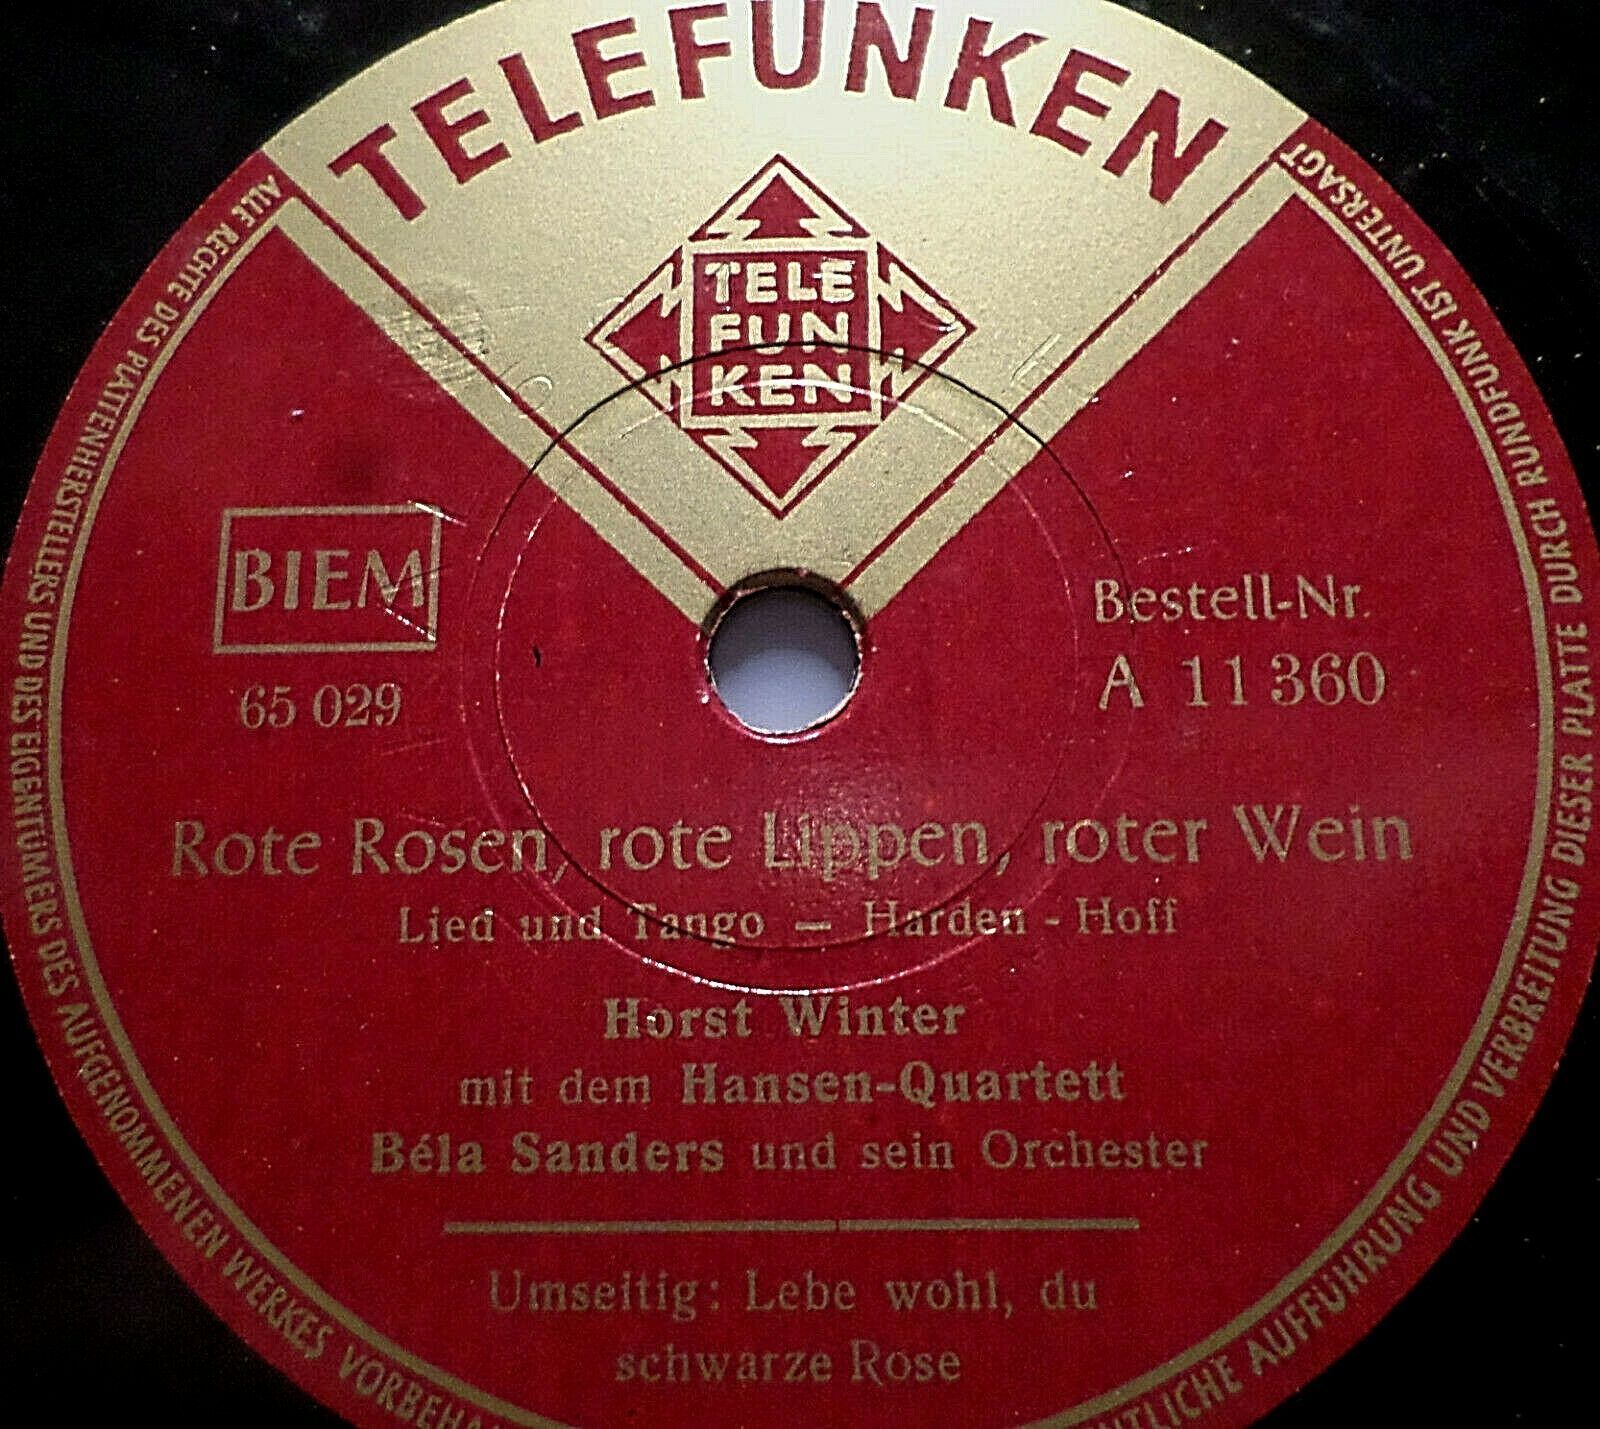 TELEFUNKEN
TELE
FUN
KEN
BIEM
65 029
Bestell-Nr.
A 11 360
Rote Rosen, rote Lippen, roter Wein
Lied und Tango — Harden - Hoff
Horst Winter
mit dem Hansen-Quartett
Béla Sanders und sein Orchester
Umseitig: Lebe wohl, du
schwarze Rose
ALLE RECHTE DES PLATTENHERSTELLERS UND DES EIGENTÜMERS DES AUFGENOMMENEN WERKES VORBEHA
NTLICHE AUFFÜHRUNG UND VERBREITUNG DIESER PLATTE DURCH RUNDFUNK IST UNTERSAGT